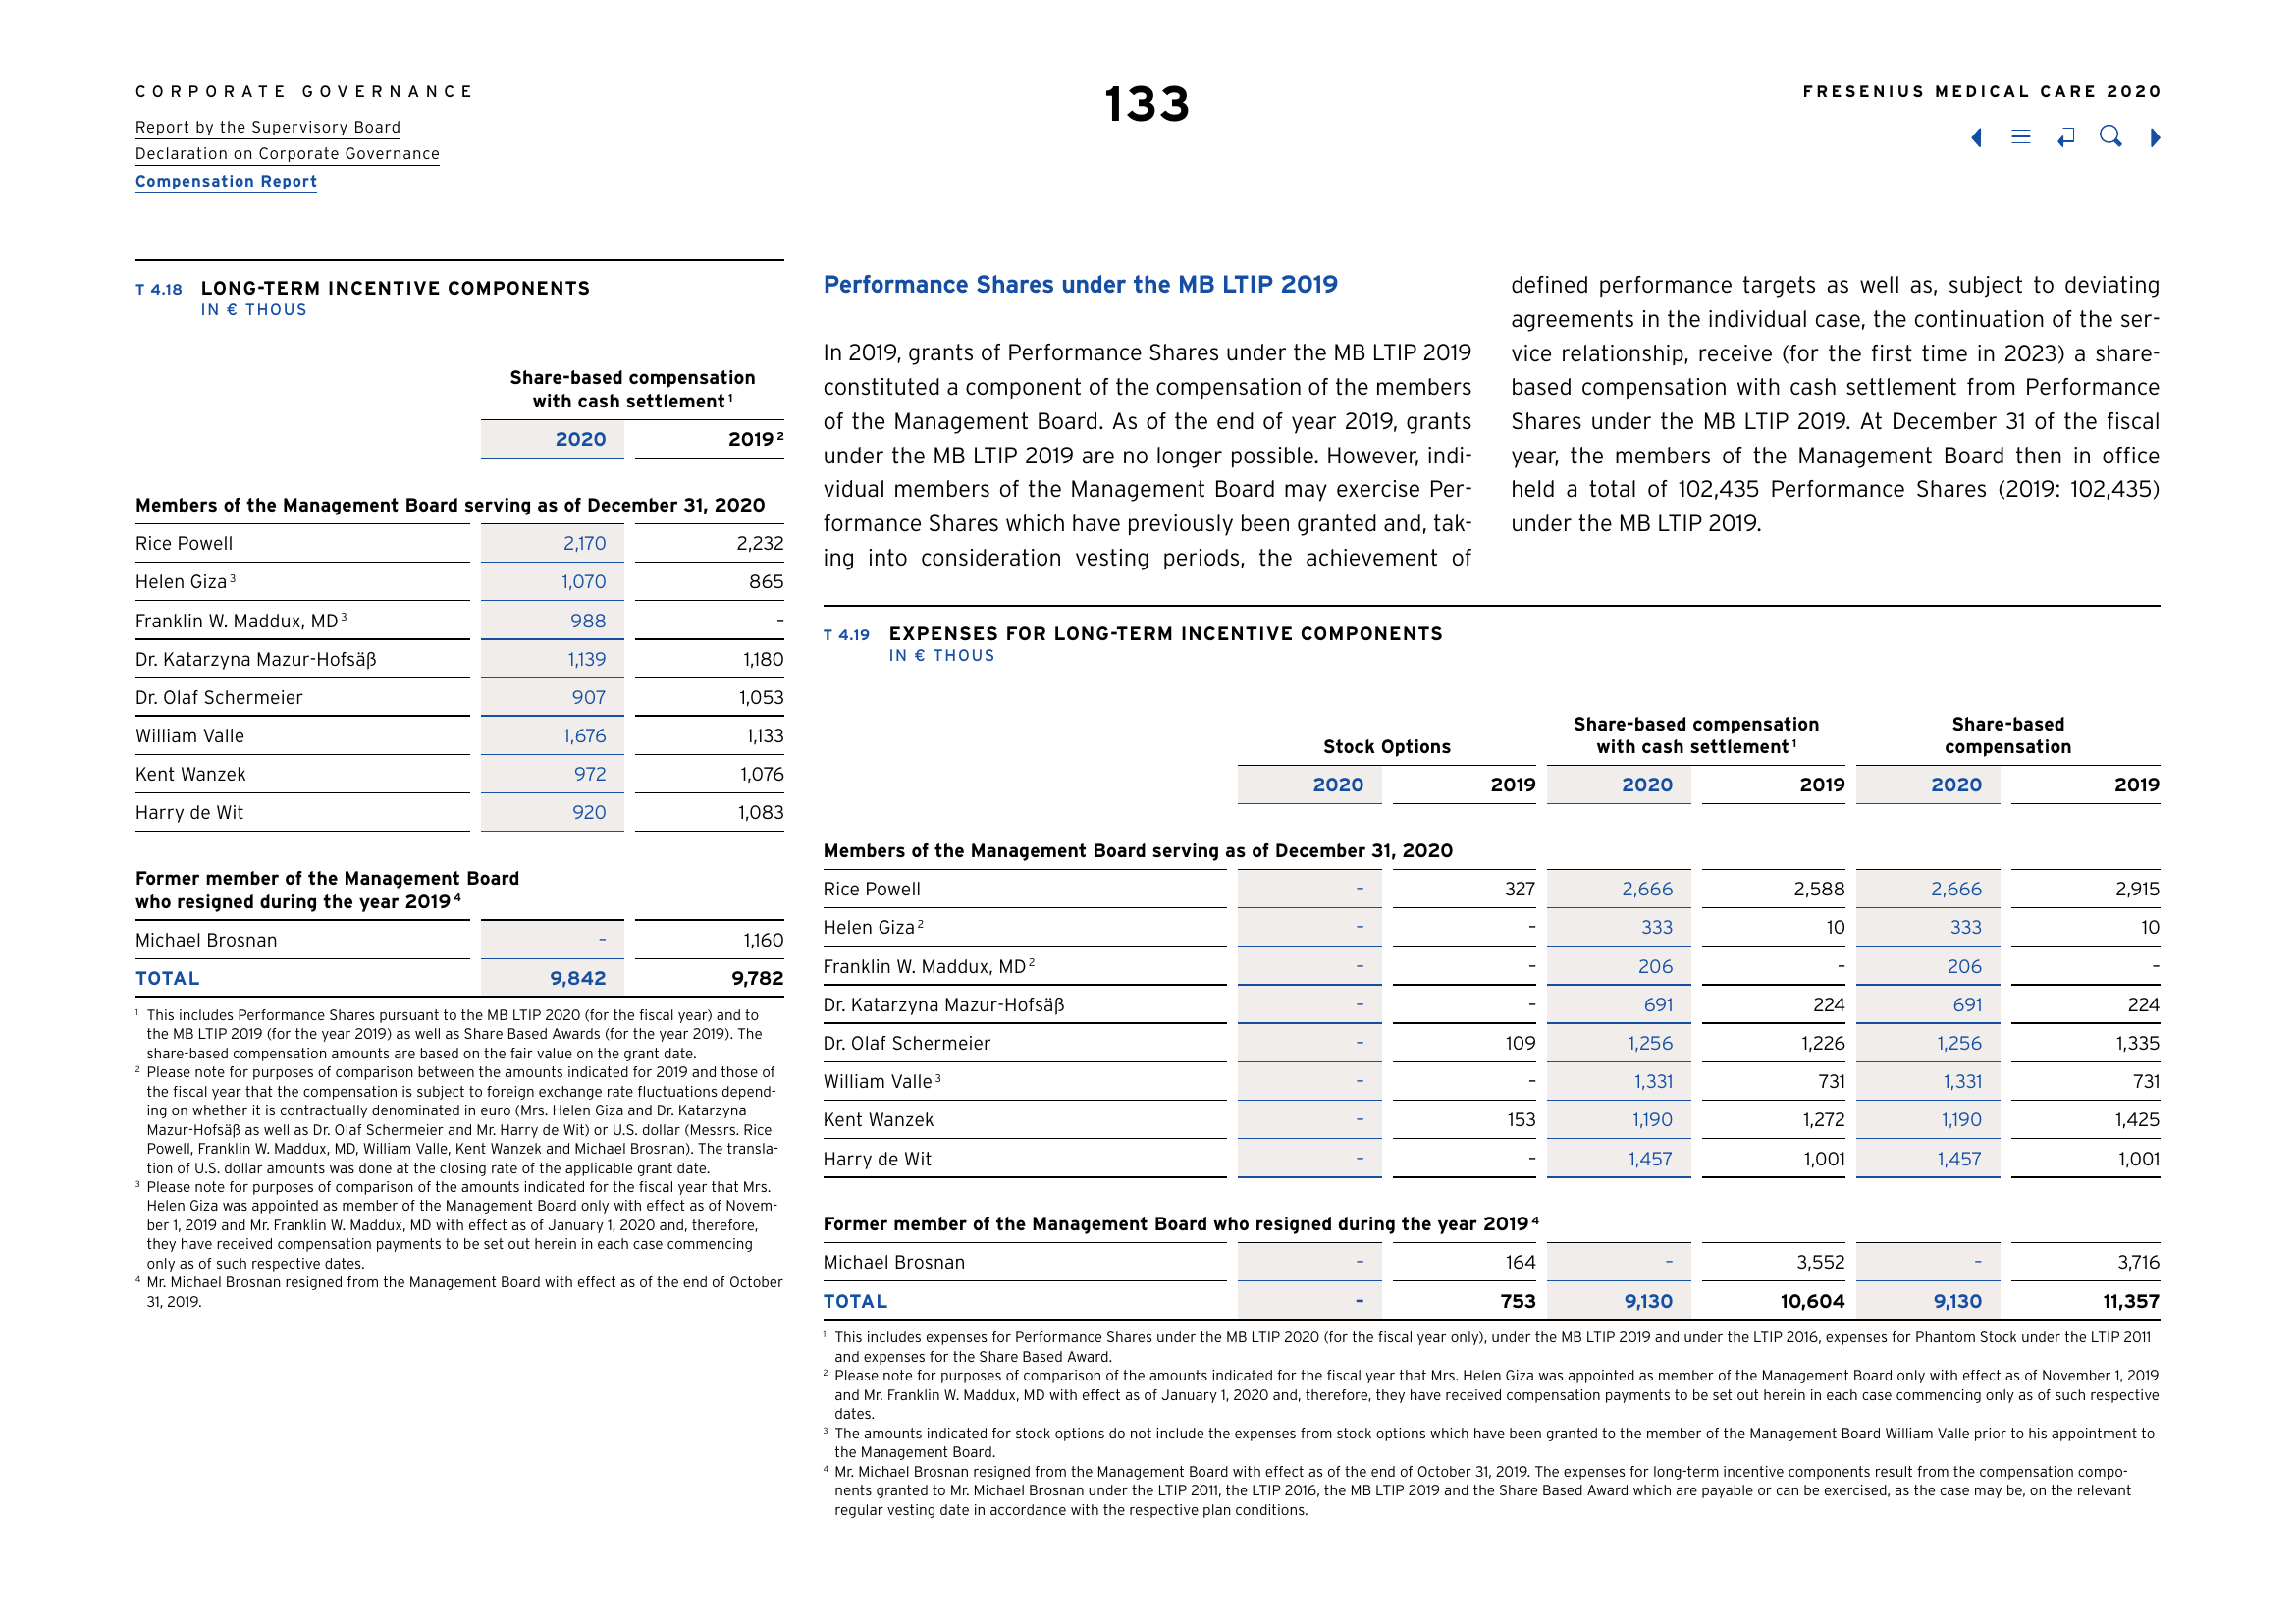 CORPORATE GOVERNANCE
Report by the Supervisory Board
Declaration on Corporate Governance
Compensation Report
133
FRESENIUS MEDICAL CARE 2020
T 4.18 LONG-TERM INCENTIVE COMPONENTS
IN € THOUS
Share-based compensation
with cash settlement 1
2020 2019 2
Members of the Management Board serving as of December 31, 2020
Rice Powell 2,170 2,232
Helen Giza 3 1,070 865
Franklin W. Maddux, MD 3 988 –
Dr. Katarzyna Mazur-Hofsäß 1,139 1,180
Dr. Olaf Schermeier 907 1,053
William Valle 1,676 1,133
Kent Wanzek 972 1,076
Harry de Wit 920 1,083
Former member of the Management Board
who resigned during the year 2019 4
Michael Brosnan – 1,160
TOTAL 9,842 9,782
1 This includes Performance Shares pursuant to the MB LTIP 2020 (for the fiscal year) and to
the MB LTIP 2019 (for the year 2019) as well as Share Based Awards (for the year 2019). The
share-based compensation amounts are based on the fair value on the grant date.
2 Please note for purposes of comparison between the amounts indicated for 2019 and those of
the fiscal year that the compensation is subject to foreign exchange rate fluctuations depend-
ing on whether it is contractually denominated in euro (Mrs. Helen Giza and Dr. Katarzyna
Mazur-Hofsäß as well as Dr. Olaf Schermeier and Mr. Harry de Wit) or U.S. dollar (Messrs. Rice
Powell, Franklin W. Maddux, MD, William Valle, Kent Wanzek and Michael Brosnan). The transla-
tion of U.S. dollar amounts was done at the closing rate of the applicable grant date.
3 Please note for purposes of comparison of the amounts indicated for the fiscal year that Mrs.
Helen Giza was appointed as member of the Management Board only with effect as of Novem-
ber 1, 2019 and Mr. Franklin W. Maddux, MD with effect as of January 1, 2020 and, therefore,
they have received compensation payments to be set out herein in each case commencing
only as of such respective dates.
4 Mr. Michael Brosnan resigned from the Management Board with effect as of the end of October
31, 2019.
Performance Shares under the MB LTIP 2019
In 2019, grants of Performance Shares under the MB LTIP 2019
constituted a component of the compensation of the members
of the Management Board. As of the end of year 2019, grants
under the MB LTIP 2019 are no longer possible. However, indi-
vidual members of the Management Board may exercise Per-
formance Shares which have previously been granted and, tak-
ing into consideration vesting periods, the achievement of
defined performance targets as well as, subject to deviating
agreements in the individual case, the continuation of the ser-
vice relationship, receive (for the first time in 2023) a share-
based compensation with cash settlement from Performance
Shares under the MB LTIP 2019. At December 31 of the fiscal
year, the members of the Management Board then in office
held a total of 102,435 Performance Shares (2019: 102,435)
under the MB LTIP 2019.
T 4.19 EXPENSES FOR LONG-TERM INCENTIVE COMPONENTS
IN € THOUS
Stock Options Share-based compensation with cash settlement 1 Share-based compensation
2020 2019 2020 2019 2020 2019
Members of the Management Board serving as of December 31, 2020
Rice Powell – 327 2,666 2,588 2,666 2,915
Helen Giza 2 – – 333 10 333 10
Franklin W. Maddux, MD 2 – – 206 – 206 –
Dr. Katarzyna Mazur-Hofsäß – – 691 224 691 224
Dr. Olaf Schermeier – 109 1,256 1,226 1,256 1,335
William Valle 3 – – 1,331 731 1,331 731
Kent Wanzek – 153 1,190 1,272 1,190 1,425
Harry de Wit – – 1,457 1,001 1,457 1,001
Former member of the Management Board who resigned during the year 2019 4
Michael Brosnan – 164 – 3,552 – 3,716
TOTAL – 753 9,130 10,604 9,130 11,357
1 This includes expenses for Performance Shares under the MB LTIP 2020 (for the fiscal year only), under the MB LTIP 2019 and under the LTIP 2016, expenses for Phantom Stock under the LTIP 2011
and expenses for the Share Based Award.
2 Please note for purposes of comparison of the amounts indicated for the fiscal year that Mrs. Helen Giza was appointed as member of the Management Board only with effect as of November 1, 2019
and Mr. Franklin W. Maddux, MD with effect as of January 1, 2020 and, therefore, they have received compensation payments to be set out herein in each case commencing only as of such respective
dates.
3 The amounts indicated for stock options do not include the expenses from stock options which have been granted to the member of the Management Board William Valle prior to his appointment to
the Management Board.
4 Mr. Michael Brosnan resigned from the Management Board with effect as of the end of October 31, 2019. The expenses for long-term incentive components result from the compensation compo-
nents granted to Mr. Michael Brosnan under the LTIP 2011, the LTIP 2016, the MB LTIP 2019 and the Share Based Award which are payable or can be exercised, as the case may be, on the relevant
regular vesting date in accordance with the respective plan conditions.